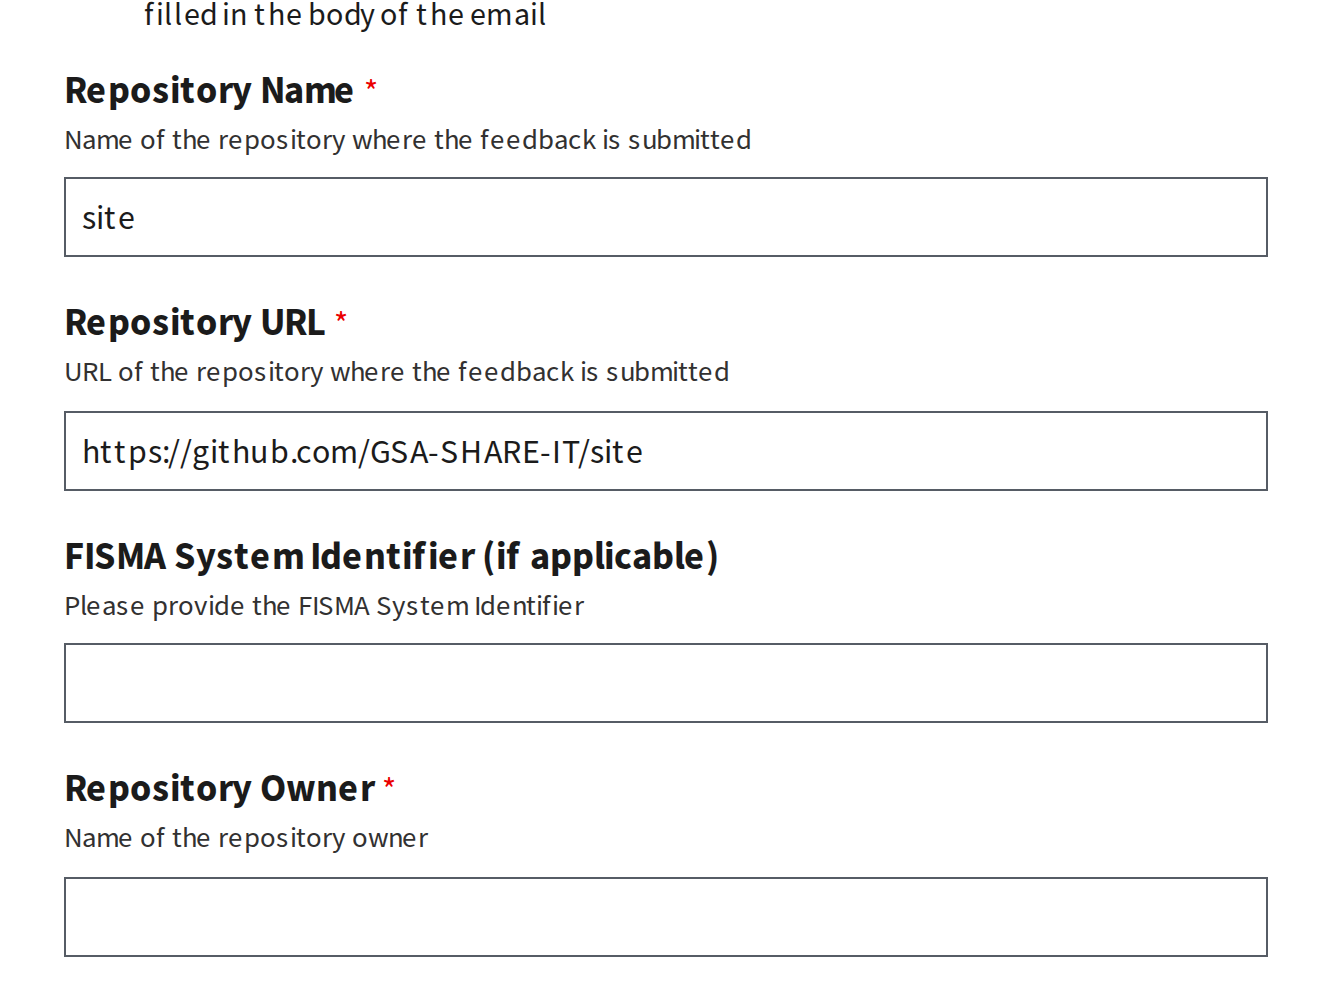 filled in the body of the email
Repository Name *
Name of the repository where the feedback is submitted
site
Repository URL *
URL of the repository where the feedback is submitted
https://github.com/GSA-SHARE-IT/site
FISMA System Identifier (if applicable)
Please provide the FISMA System Identifier
Repository Owner *
Name of the repository owner